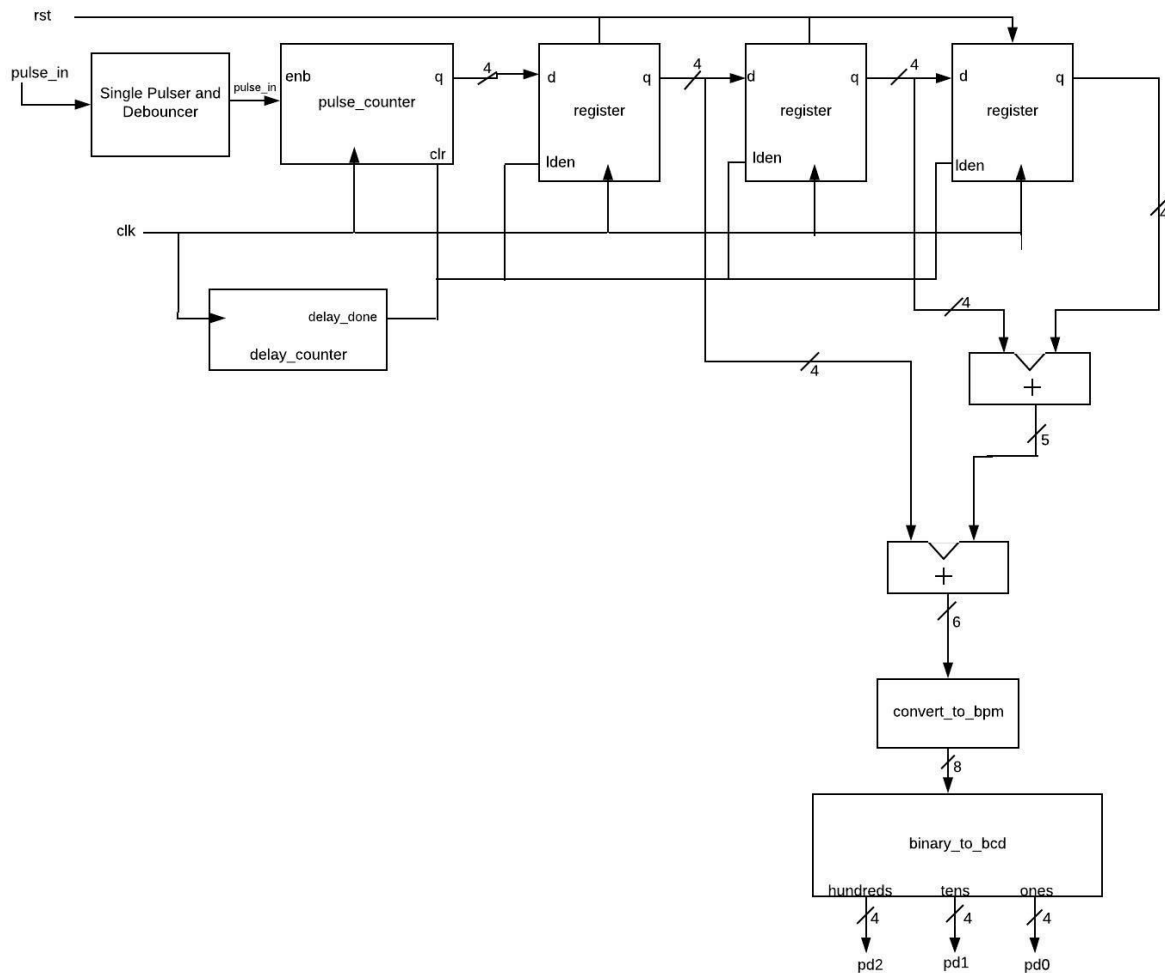 rst
pulse_in
Single Pulser and
Debouncer
pulse_in
enb
q
pulse_counter
clr
4
d
q
register
lden
4
d
q
register
lden
4
d
q
register
lden
4
clk
delay_done
delay_counter
4
4
+
5
+
6
convert_to_bpm
8
binary_to_bcd
hundreds
tens
ones
4
4
4
pd2
pd1
pd0